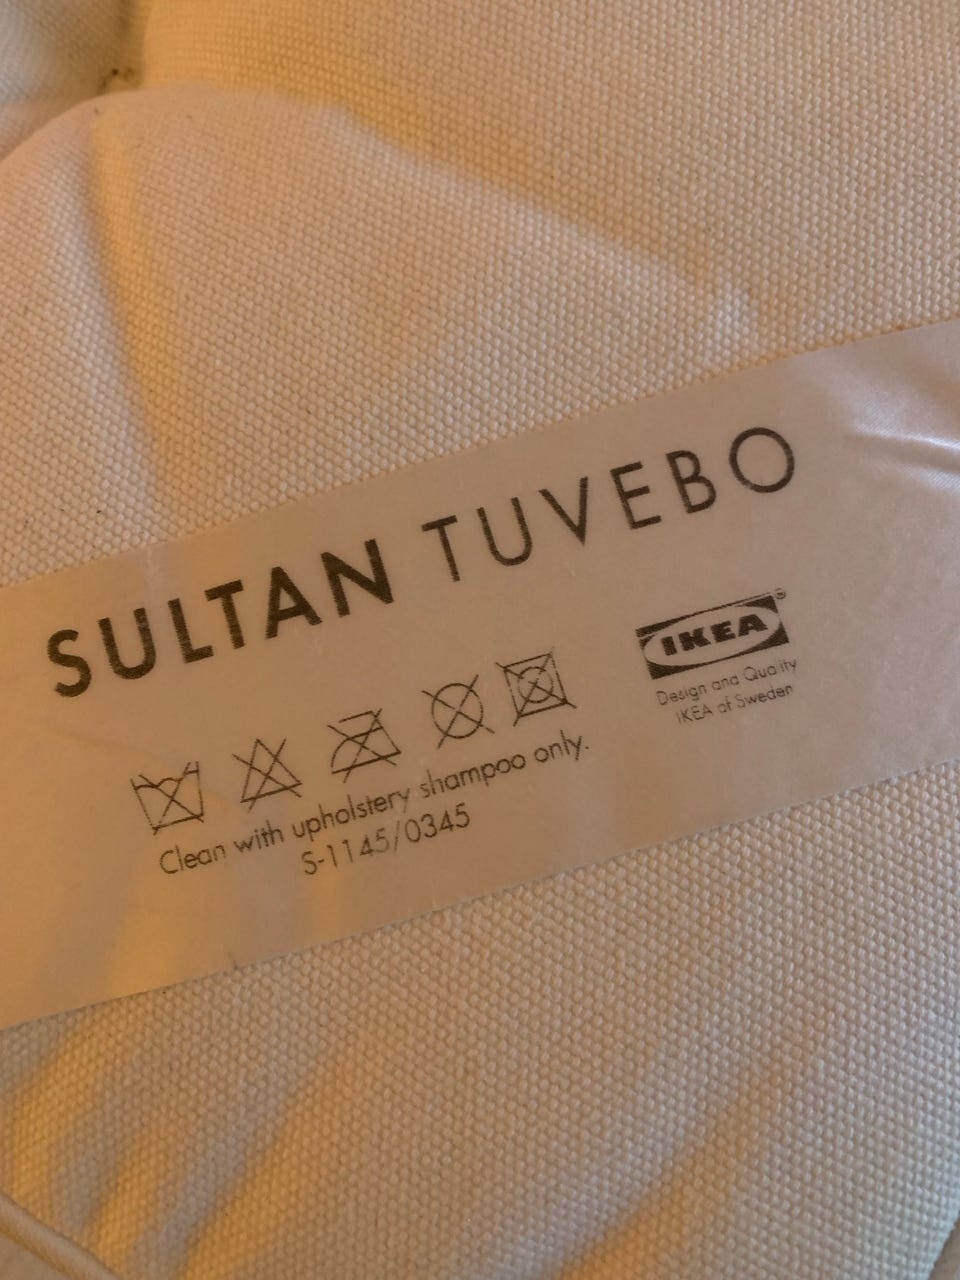 SULTAN TUVEBO
IKEA®
Design and Quality
IKEA of Sweden
Clean with upholstery shampoo only.
S-1145/0345